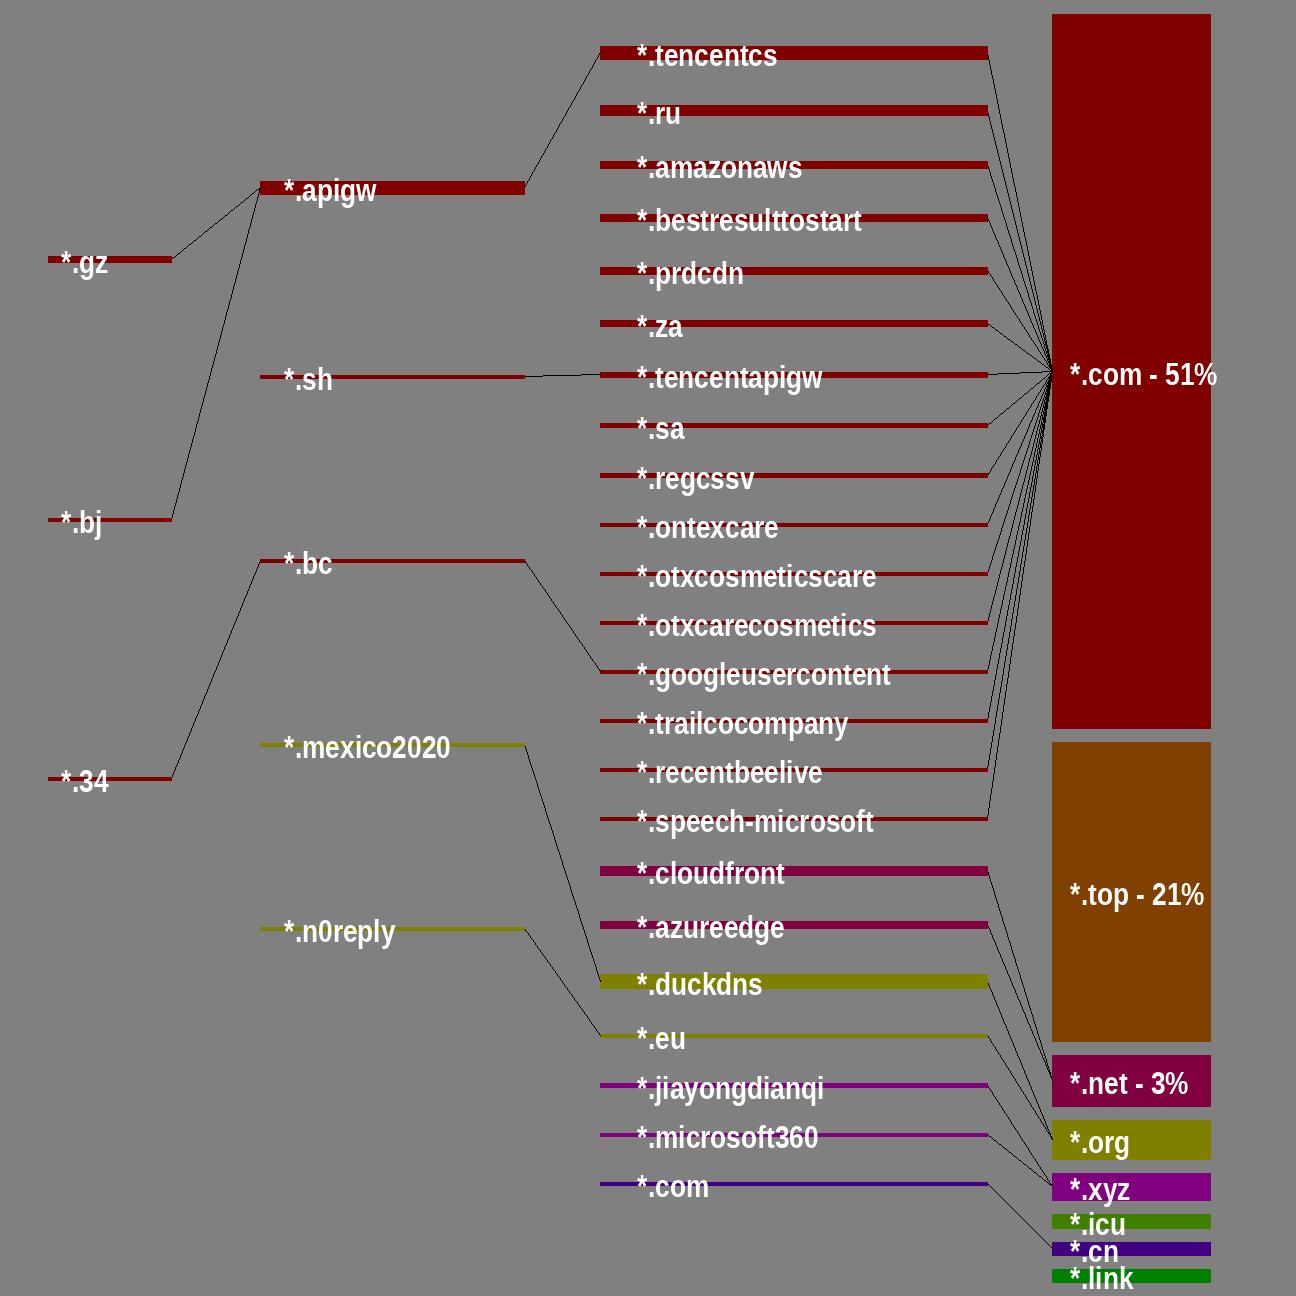 *.gz
*.bj
*.34
*.apigw
*.sh
*.bc
*.mexico2020
*.n0reply
*.tencentcs
*.ru
*.amazonaws
*.bestresulttostart
*.prdcdn
*.za
*.tencentapigw
*.sa
*.regcssv
*.ontexcare
*.otxcosmeticscare
*.otxcarecosmetics
*.googleusercontent
*.trailcocompany
*.recentbeelive
*.speech-microsoft
*.cloudfront
*.azureedge
*.duckdns
*.eu
*.jiayongdianqi
*.microsoft360
*.com
*.com - 51%
*.top - 21%
*.net - 3%
*.org
*.xyz
*.icu
*.cn
*.link